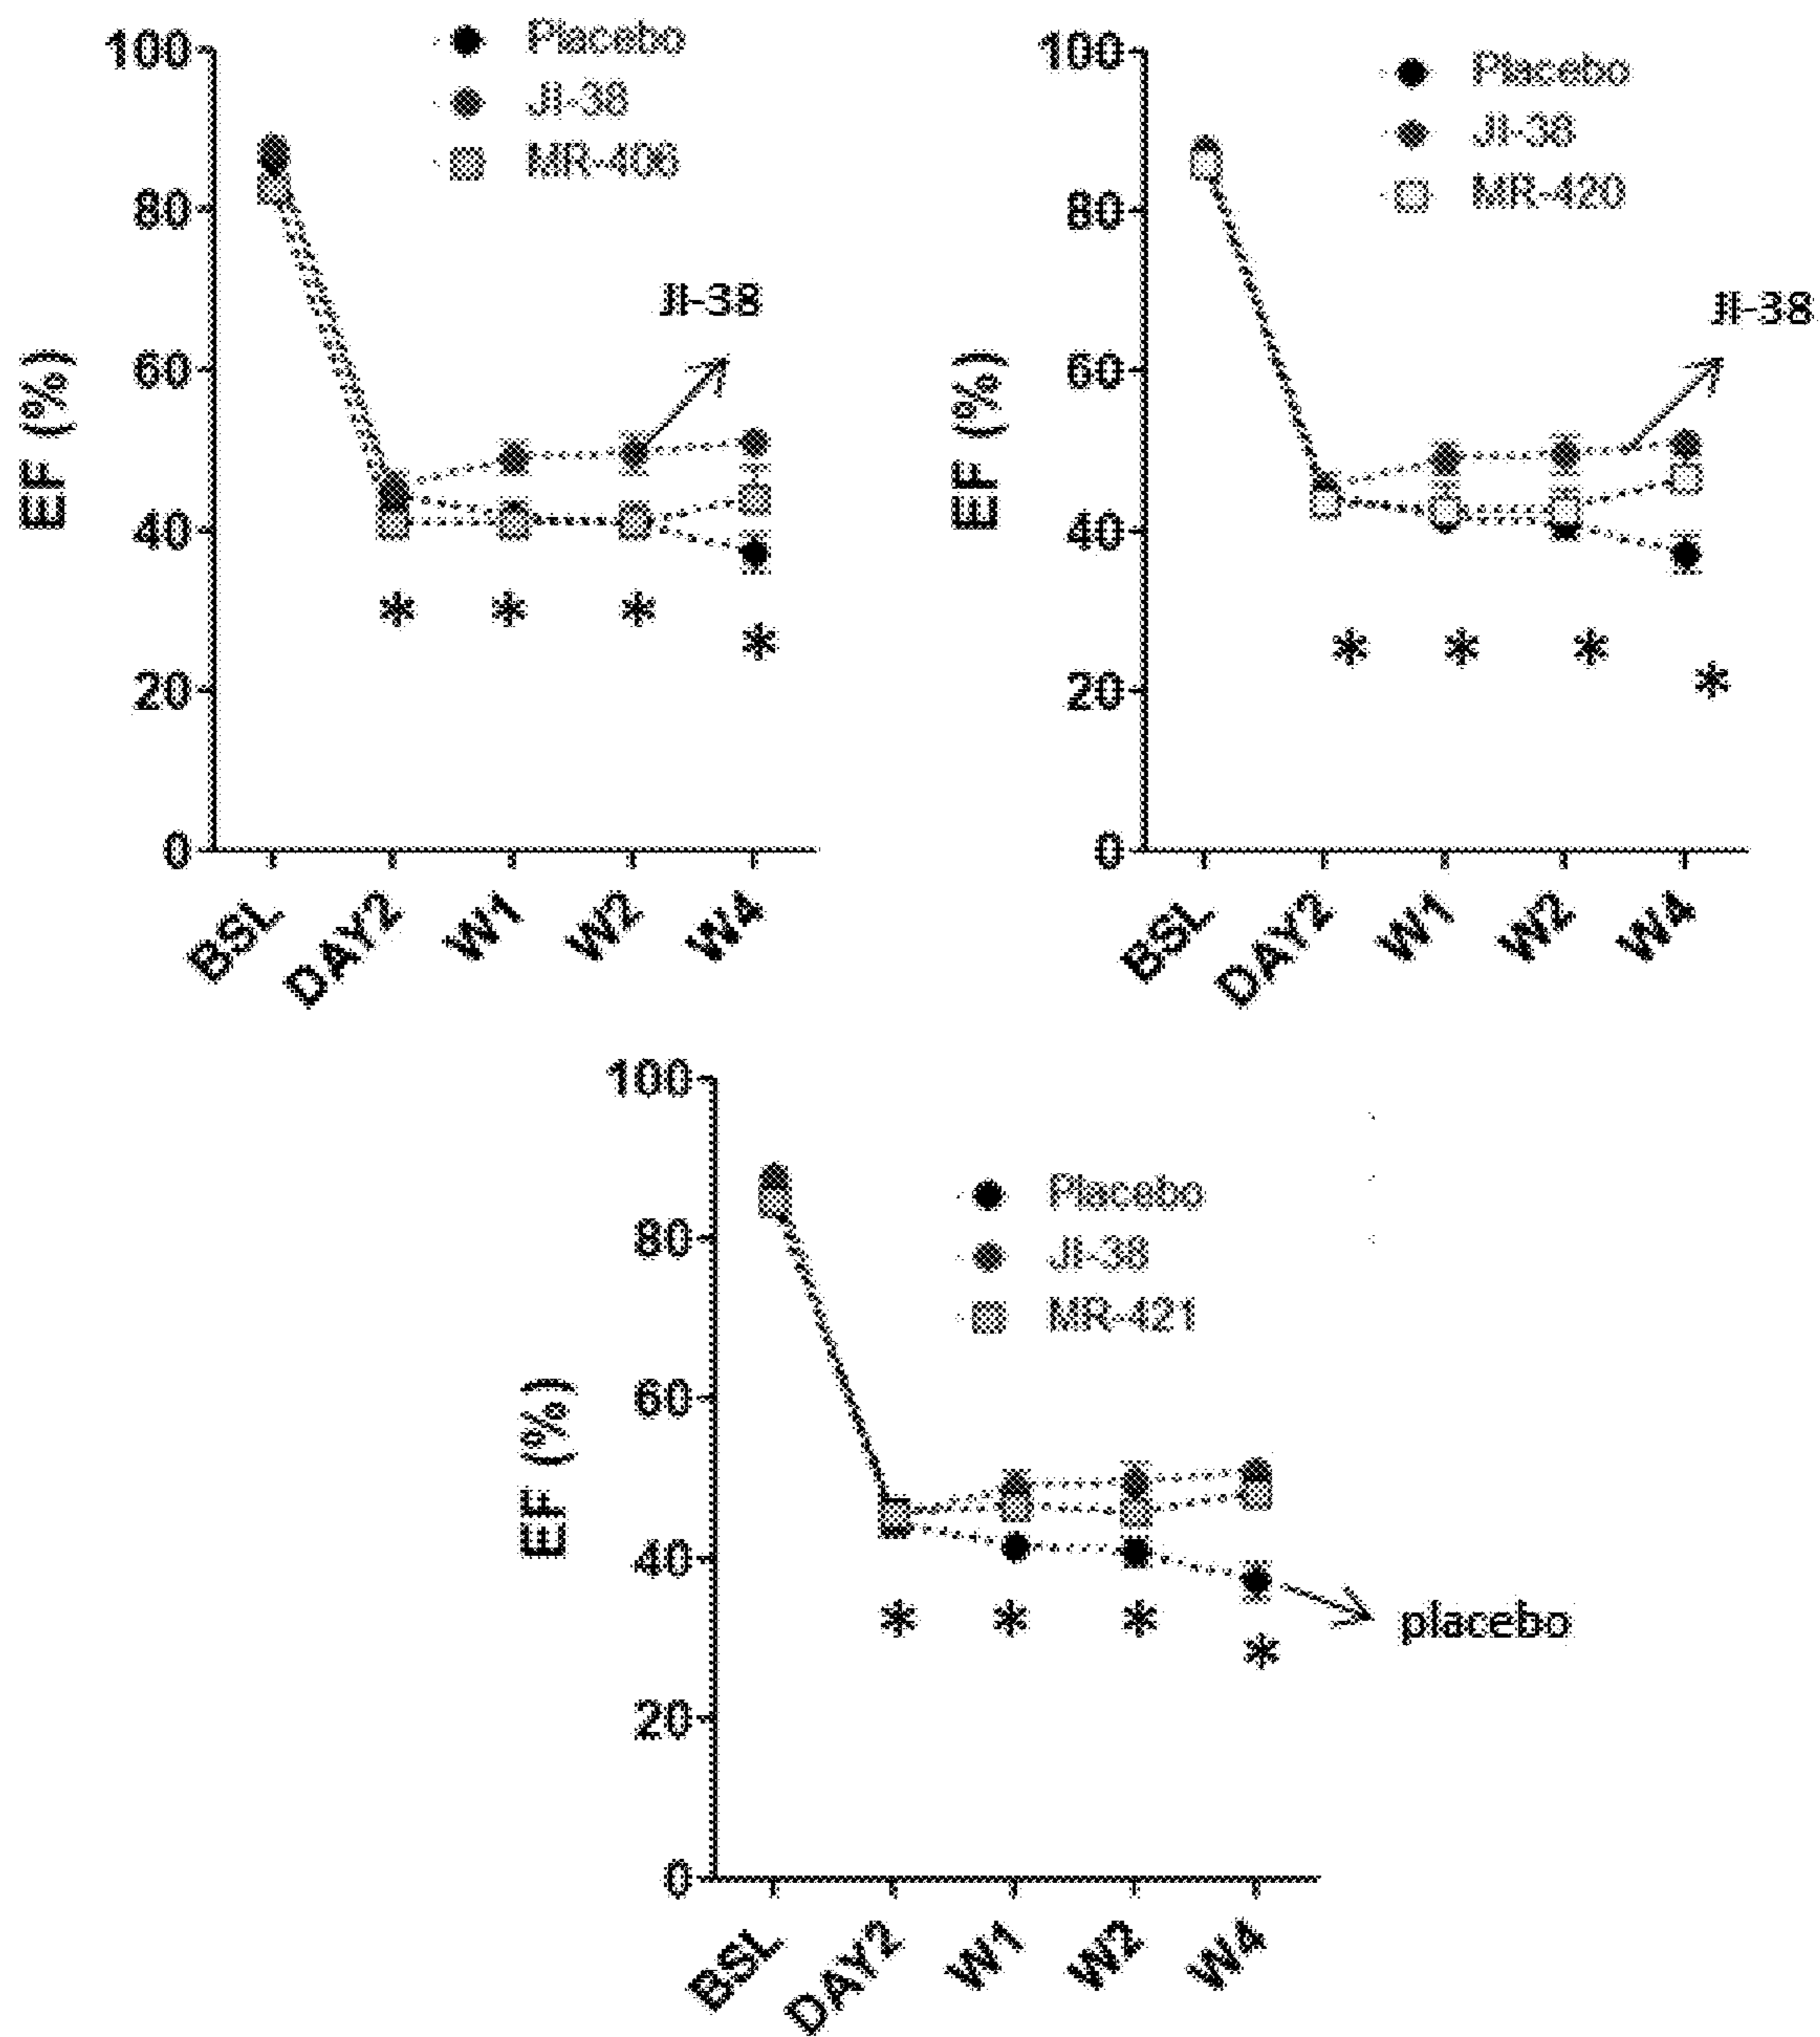 Placebo
JI-38
MR-406
100
80
60
40
20
0
EF (%)
JI-38
*
*
*
*
BSL
DAY2
W1
W2
W4
Placebo
JI-38
MR-420
100
80
60
40
20
0
EF (%)
JI-38
*
*
*
*
BSL
DAY2
W1
W2
W4
Placebo
JI-38
MR-421
100
80
60
40
20
0
EF (%)
placebo
*
*
*
*
BSL
DAY2
W1
W2
W4